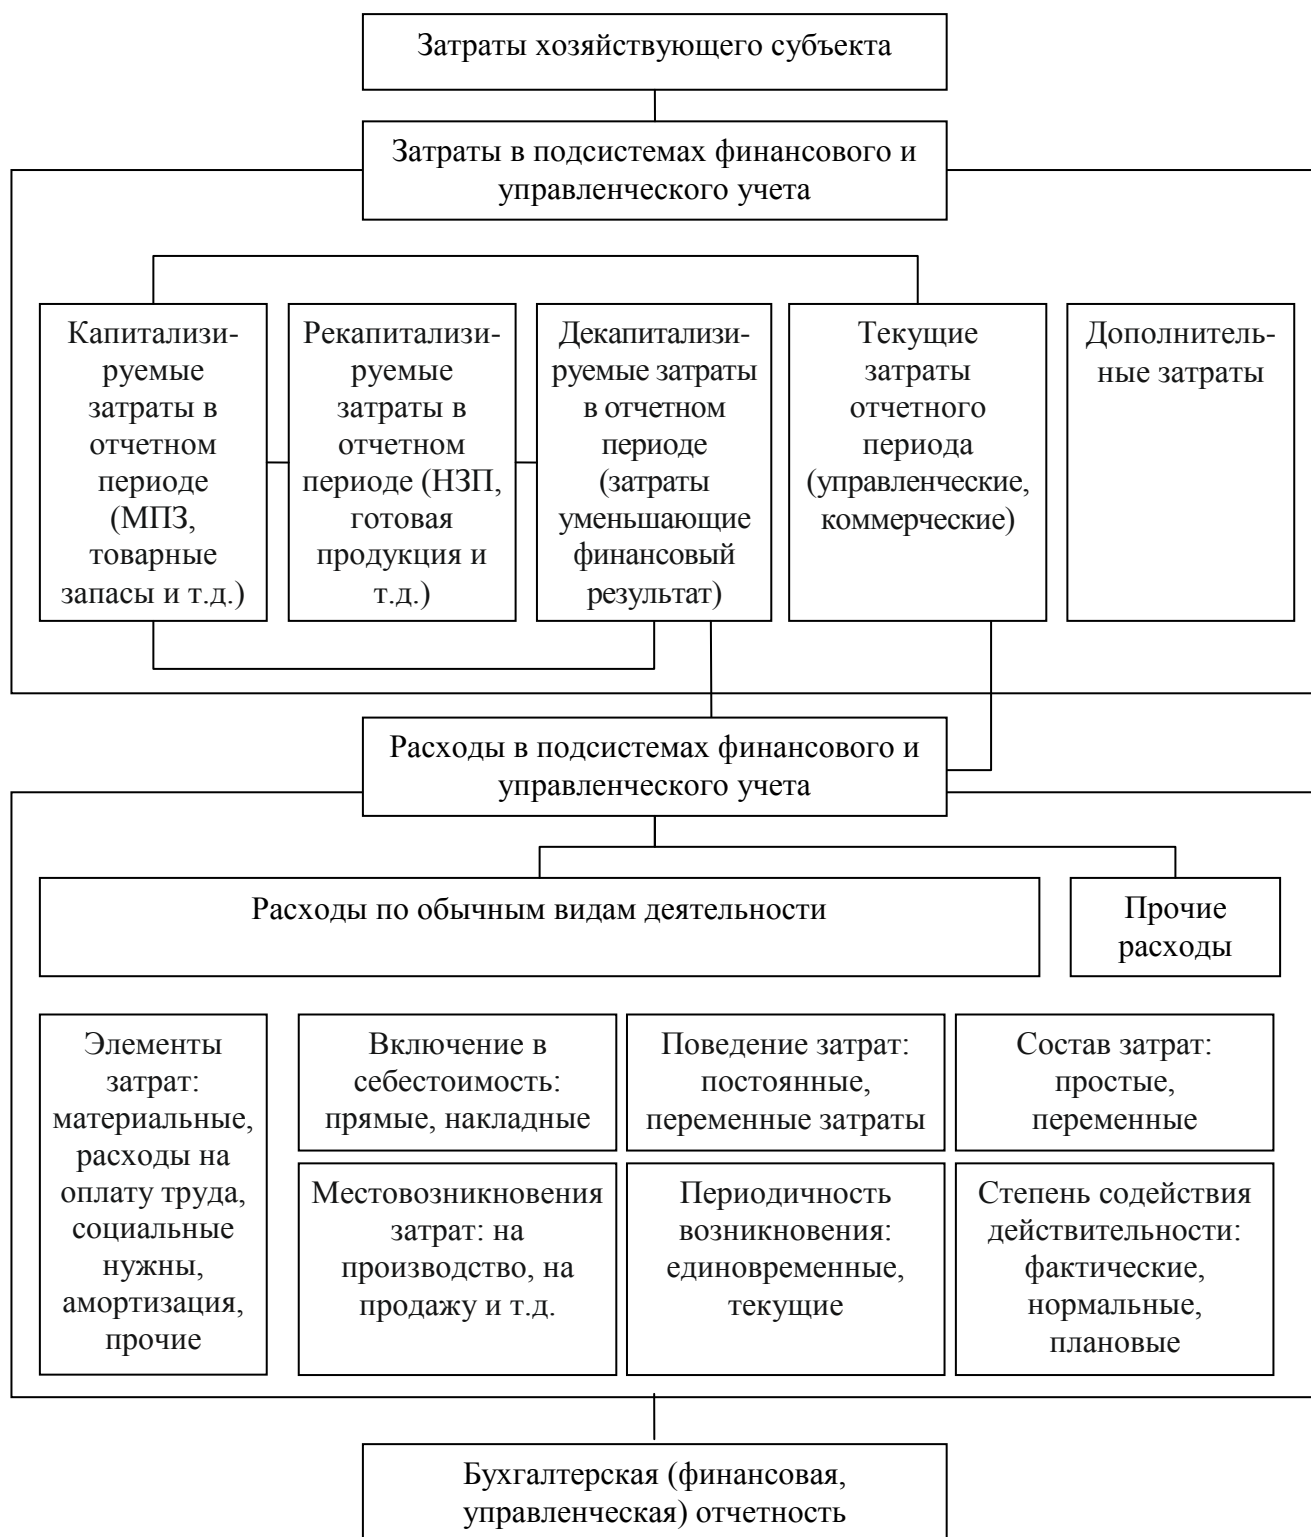 Затраты хозяйствующего субъекта
Затраты в подсистемах финансового и
управленческого учета
Капитализи-
руемые
затраты в
отчетном
периоде
(МПЗ,
товарные
запасы и т.д.)
Рекапитализи-
руемые
затраты в
отчетном
периоде (НЗП,
готовая
продукция и
т.д.)
Декапитализи-
руемые затраты
в отчетном
периоде
(затраты
уменьшающие
финансовый
результат)
Текущие
затраты
отчетного
периода
(управленческие,
коммерческие)
Дополнитель-
ные затраты
Расходы в подсистемах финансового и
управленческого учета
Расходы по обычным видам деятельности
Прочие
расходы
Элементы
затрат:
материальные,
расходы на
оплату труда,
социальные
нужны,
амортизация,
прочие
Включение в
себестоимость:
прямые, накладные
Поведение затрат:
постоянные,
переменные затраты
Состав затрат:
простые,
переменные
Местовозникновения
затрат: на
производство, на
продажу и т.д.
Периодичность
возникновения:
единовременные,
текущие
Степень содействия
действительности:
фактические,
нормальные,
плановые
Бухгалтерская (финансовая,
управленческая) отчетность